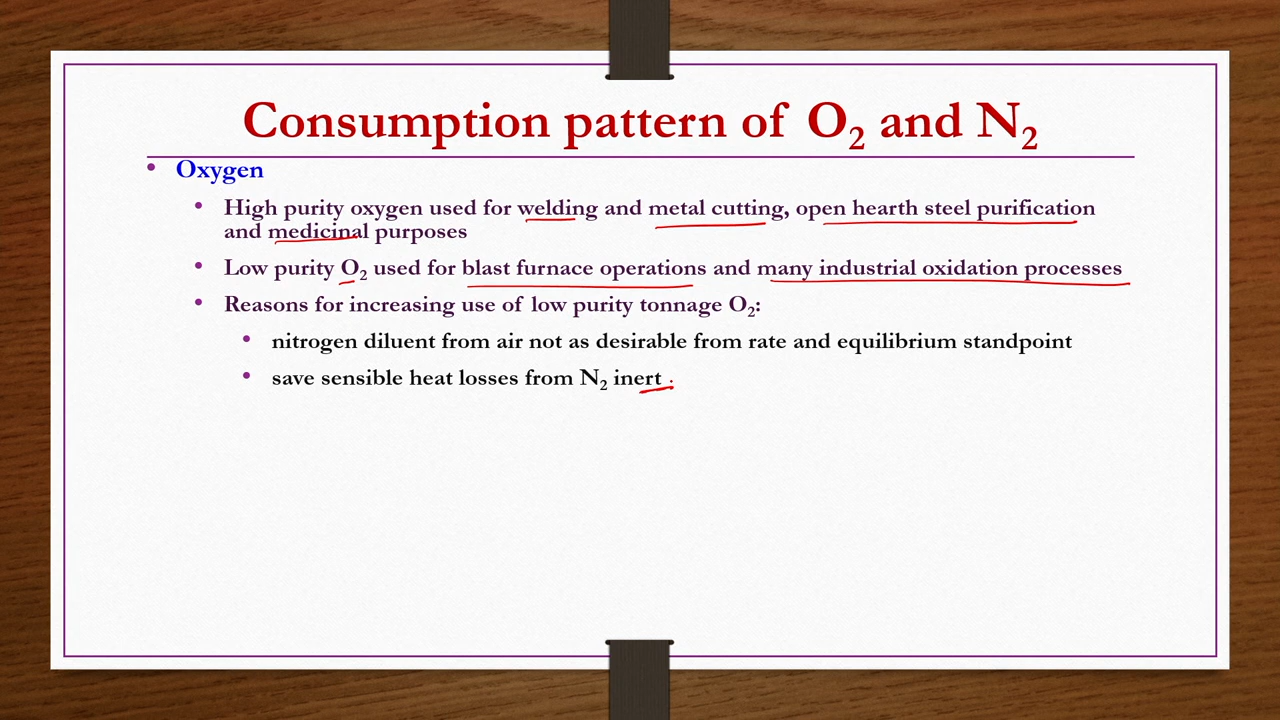 Consumption pattern of O₂ and N₂
• Oxygen
• High purity oxygen used for welding and metal cutting, open hearth steel purification
and medicinal purposes
• Low purity O₂ used for blast furnace operations and many industrial oxidation processes
• Reasons for increasing use of low purity tonnage O₂:
• nitrogen diluent from air not as desirable from rate and equilibrium standpoint
• save sensible heat losses from N₂ inert